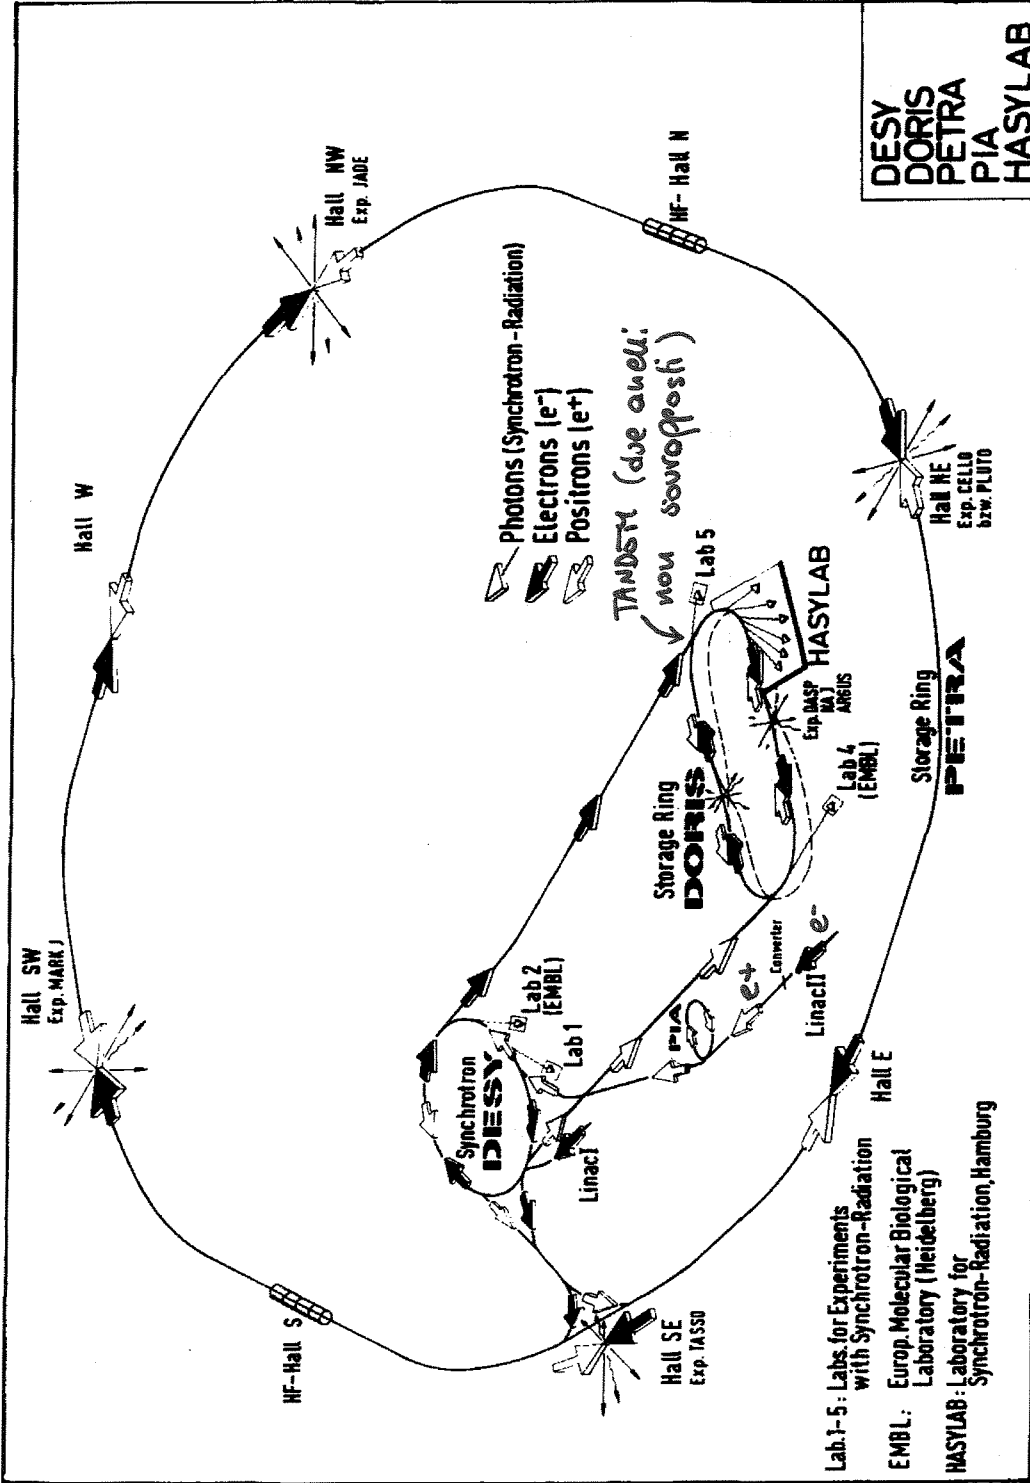 Hall SW
Exp. MARK J
Hall W
Hall NW
Exp. JADE
HF-Hall S
HF-Hall N
Photons (Synchrotron-Radiation)
Electrons (e⁻)
Positrons (e⁺)
TANDEM (due anelli
non sovrapposti)
Synchrotron
DESY
Lab 2
(EMBL)
Lab 1
LinacI
PIA
e+
Converter
LinacII
e-
Storage Ring
DORIS
Lab 5
HASYLAB
Exp. DASP
NA J
ARGUS
Lab 4
(EMBL)
Hall SE
Exp. TASSO
Hall E
Storage Ring
PETRA
Hall NE
Exp. CELLO
bzw. PLUTO
Lab.1-5: Labs. for Experiments
with Synchrotron-Radiation
EMBL: Europ. Molecular Biological
Laboratory (Heidelberg)
HASYLAB: Laboratory for
Synchrotron-Radiation, Hamburg
DESY
DORIS
PETRA
PIA
HASYLAB